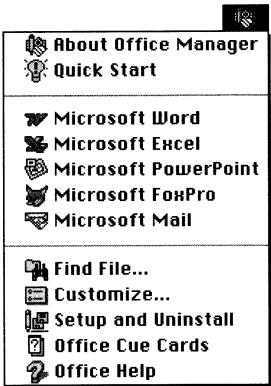 About Office Manager
Quick Start
Microsoft Word
Microsoft Excel
Microsoft PowerPoint
Microsoft FoxPro
Microsoft Mail
Find File...
Customize...
Setup and Uninstall
Office Cue Cards
Office Help